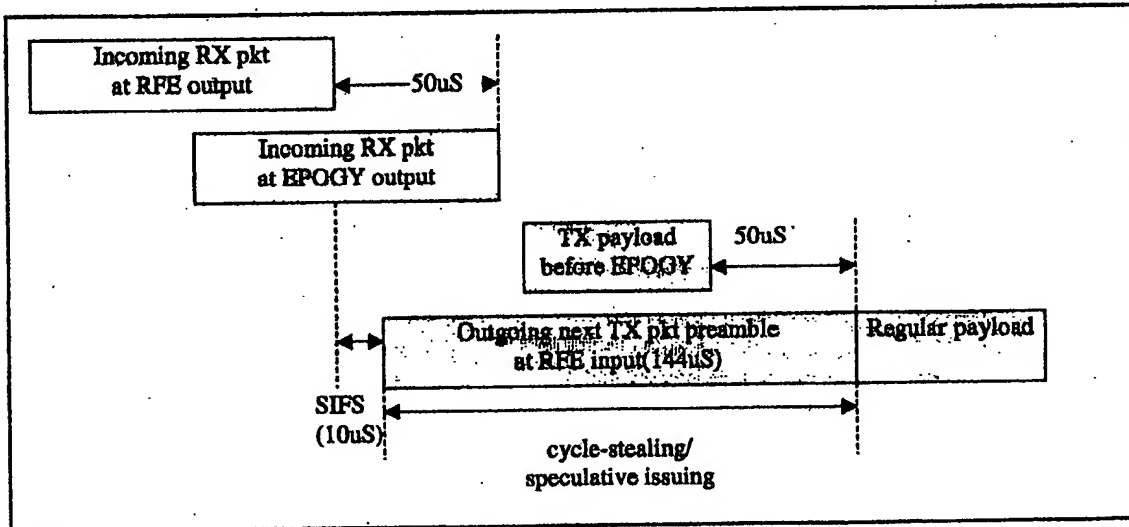 Incoming RX pkt
at RFE output
50uS
Incoming RX pkt
at EPOGY output
TX payload
before EPOGY
50uS
Outgoing next TX pkt preamble
at RFE input(144uS)
Regular payload
SIFS
(10uS)
cycle-stealing/
speculative issuing